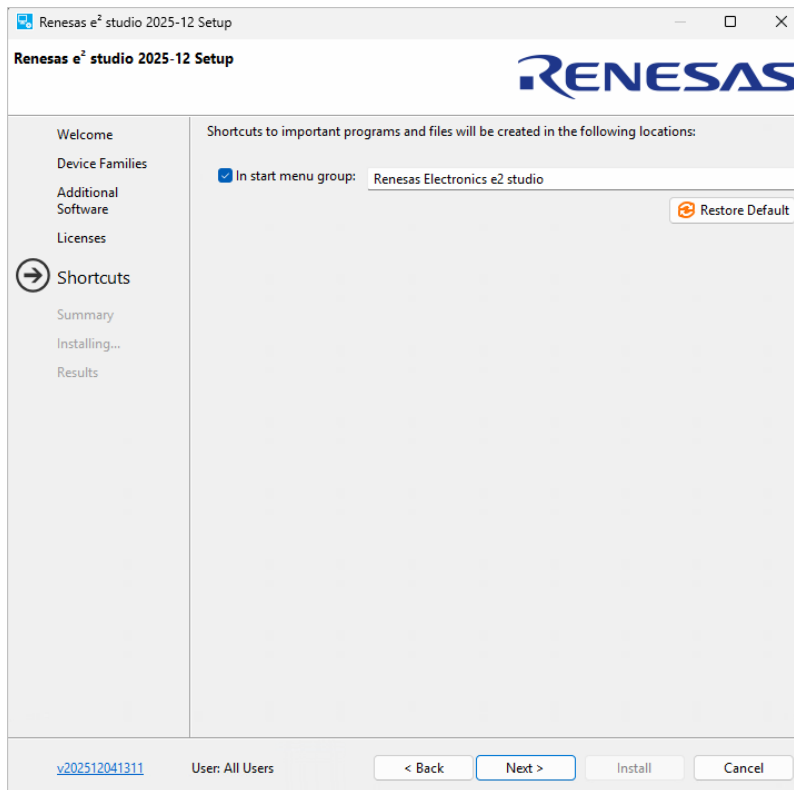 Renesas e² studio 2025-12 Setup
Renesas e² studio 2025-12 Setup
RENESAS
Welcome
Device Families
Additional
Software
Licenses
Shortcuts
Summary
Installing...
Results
Shortcuts to important programs and files will be created in the following locations:
In start menu group: Renesas Electronics e2 studio
Restore Default
v202512041311 User: All Users < Back Next > Install Cancel